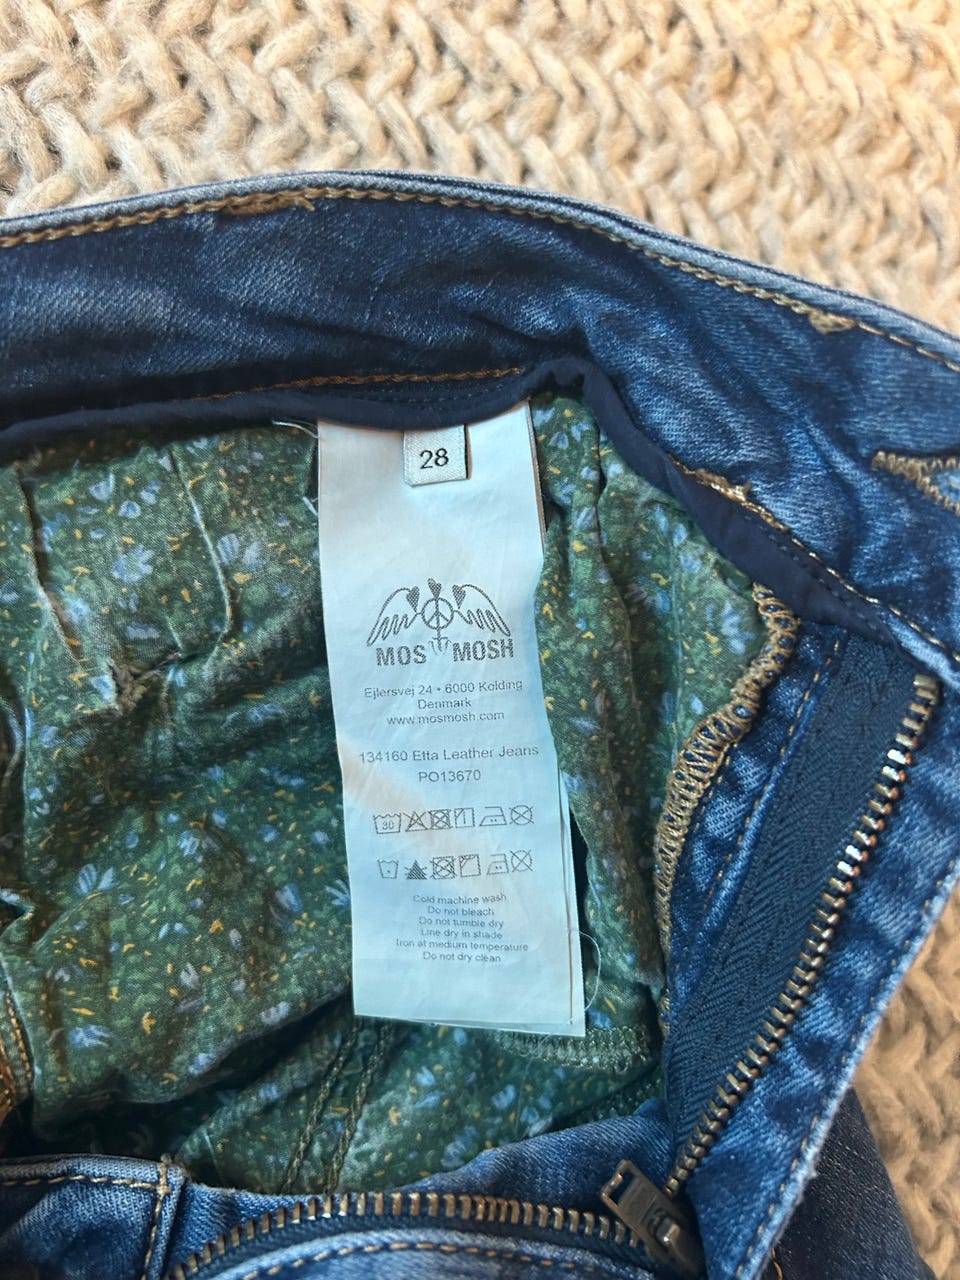 28
MOS MOSH
Ejlersvej 24 • 6000 Kolding
Denmark
www.mosmosh.com
134160 Etta Leather Jeans
PO13670
30
Cold machine wash
Do not bleach
Do not tumble dry
Line dry in shade
Iron at medium temperature
Do not dry clean